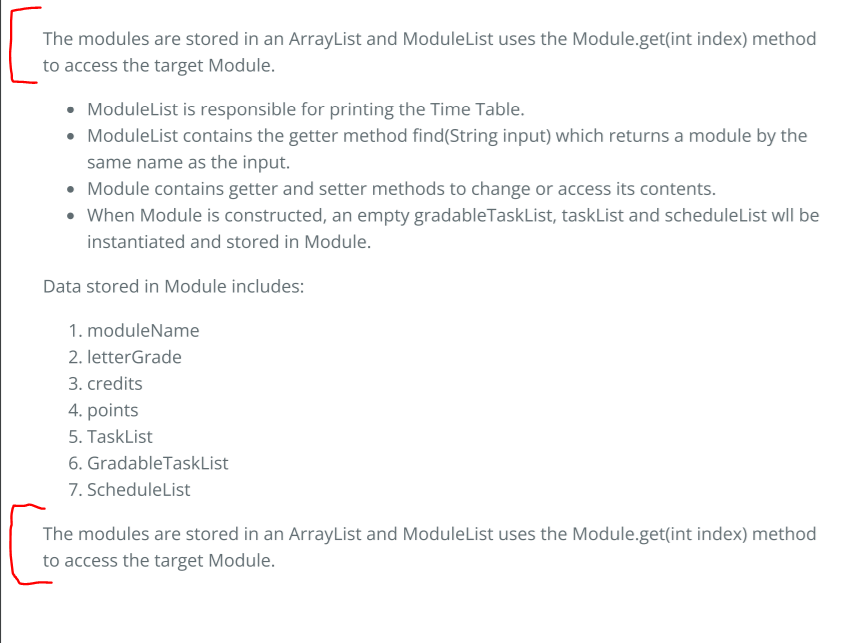 The modules are stored in an ArrayList and ModuleList uses the Module.get(int index) method
to access the target Module.
• ModuleList is responsible for printing the Time Table.
• ModuleList contains the getter method find(String input) which returns a module by the
same name as the input.
• Module contains getter and setter methods to change or access its contents.
• When Module is constructed, an empty gradableTaskList, taskList and scheduleList wll be
instantiated and stored in Module.
Data stored in Module includes:
1. moduleName
2. letterGrade
3. credits
4. points
5. TaskList
6. GradableTaskList
7. ScheduleList
The modules are stored in an ArrayList and ModuleList uses the Module.get(int index) method
to access the target Module.